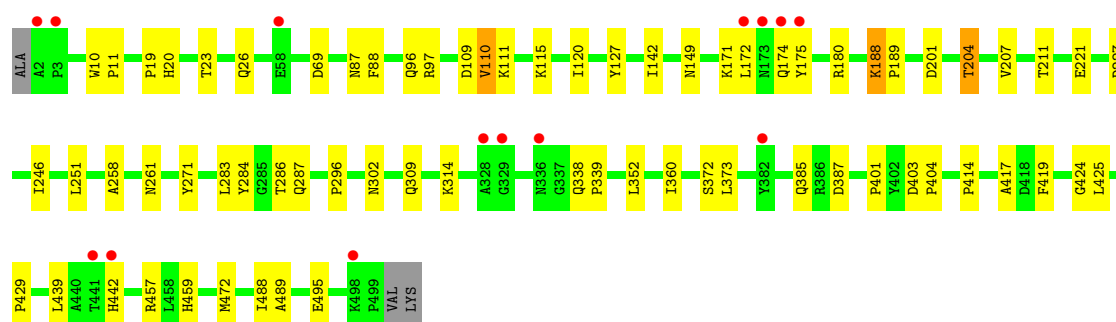 ALA A2 P3 W10 P11 P19 H20 T23 Q26 E58 D69 N87 F88 Q96 R97 D109 V110 K111 K115 I120 Y127 I142 N149 K171 L172 N173 Q174 Y175 R180 K188 P189 D201 T204 V207 T211 E221
I246 L251 A258 N261 Y271 L283 Y284 G285 T286 Q287 P296 N302 Q309 K314 A328 G329 N336 G337 Q338 P339 L352 I360 S372 L373 Y382 Q385 R386 D387 P401 Y402 D403 P404 P414 A417 D418 F419 G424 L425
P429 L439 A440 T441 H442 R457 L458 H459 M472 I488 A489 E495 K498 P499 VAL LYS